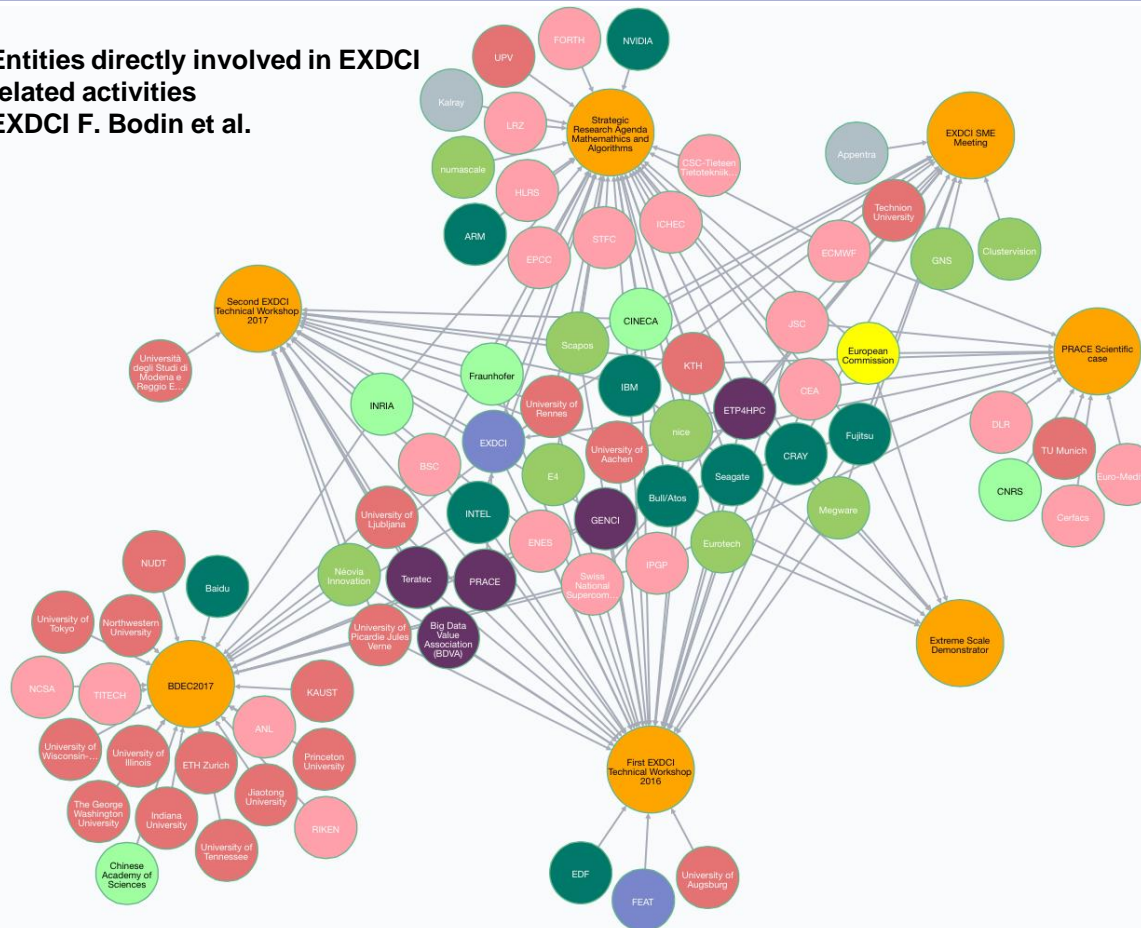 Entities directly involved in EXDCI
related activities
EXDCI F. Bodin et al.
FORTH
NVIDIA
UPV
Kalray
LRZ
Strategic
Research Agenda
Mathemathics and
Algorithms
EXDCI SME
Meeting
Appentra
numascale
HLRS
CSC-Tieteen
Tietotekniik...
Technion
University
ARM
STFC
ICHEC
EPCC
ECMWF
GNS
Clustervision
Second EXDCI
Technical Workshop
2017
CINECA
JSC
Scapos
European
Commission
PRACE Scientific
case
Università
degli Studi di
Modena e
Reggio E...
Fraunhofer
KTH
IBM
CEA
INRIA
University of
Rennes
ETP4HPC
EXDCI
nice
Fujitsu
DLR
University of
Aachen
CRAY
TU Munich
BSC
E4
Seagate
Euro-Medi
CNRS
Bull/Atos
University of
Ljubljana
INTEL
GENCI
Megware
Cerfacs
ENES
Eurotech
NUDT
Néovia
Innovation
Teratec
PRACE
Swiss
National
Supercom...
IPGP
Baidu
University of
Tokyo
Northwestern
University
University of
Picardie Jules
Verne
Big Data
Value
Association
(BDVA)
Extreme Scale
Demonstrator
BDEC2017
NCSA
TITECH
KAUST
ANL
University of
Wisconsin-...
University of
Illinois
ETH Zurich
Princeton
University
First EXDCI
Technical Workshop
2016
The George
Washington
University
Indiana
University
Jiaotong
University
RIKEN
University of
Tennessee
Chinese
Academy of
Sciences
EDF
FEAT
University of
Augsburg